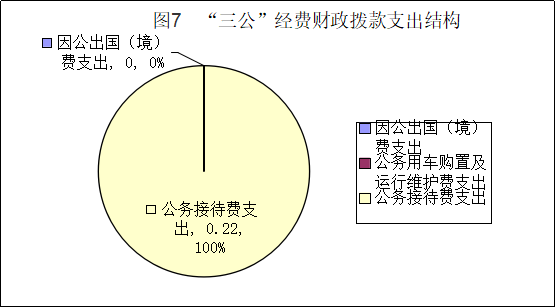 图7 “三公”经费财政拨款支出结构
因公出国（境）
费支出, 0, 0%
公务接待费支
出, 0.22,
100%
因公出国（境）
费支出
公务用车购置及
运行维护费支出
公务接待费支出